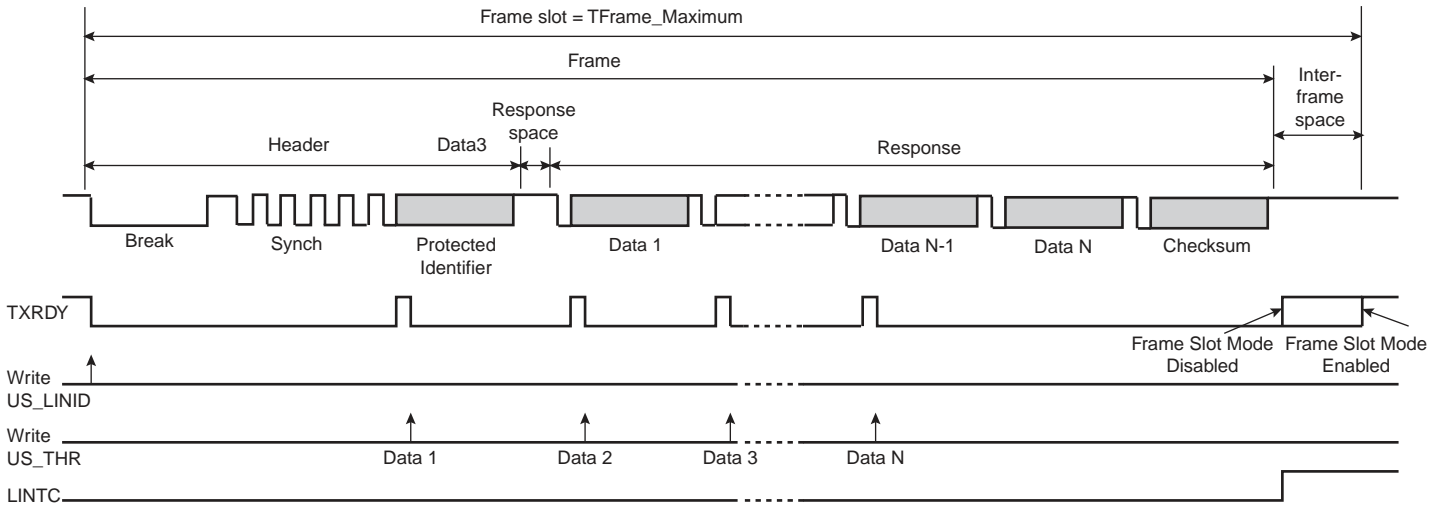 Frame slot = TFrame_Maximum
Frame
Inter-
frame
space
Response
space
Header
Data3
Response
Break
Synch
Protected
Identifier
Data 1
Data N-1
Data N
Checksum
TXRDY
Frame Slot Mode
Disabled
Frame Slot Mode
Enabled
Write
US_LINID
Write
US_THR
Data 1
Data 2
Data 3
Data N
LINTC